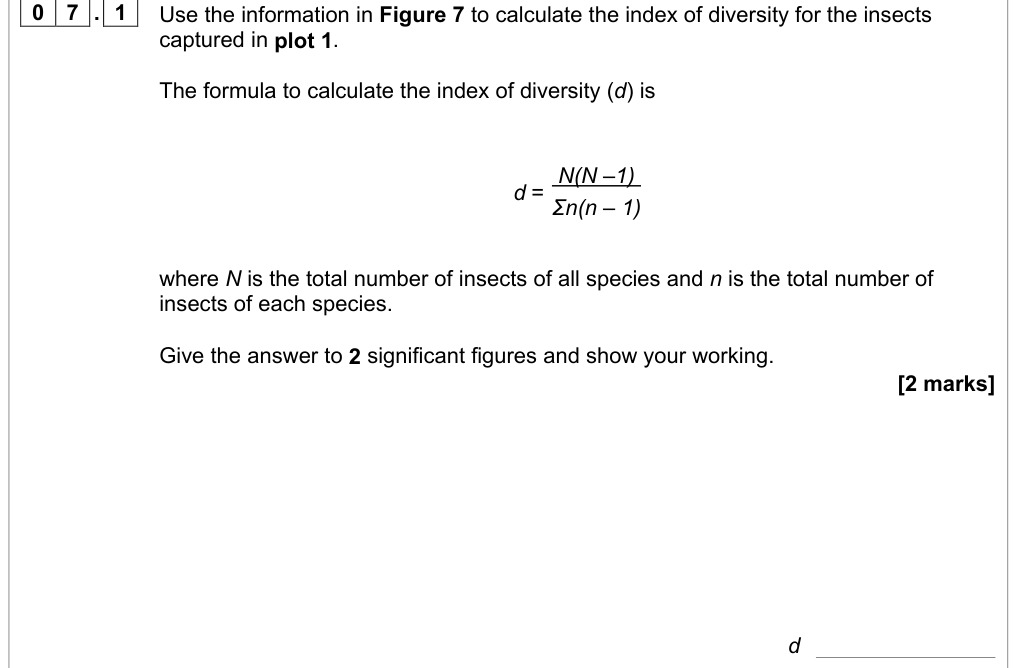 0 7 . 1 Use the information in Figure 7 to calculate the index of diversity for the insects
captured in plot 1.
The formula to calculate the index of diversity (d) is
d = N(N –1)
Σn(n – 1)
where N is the total number of insects of all species and n is the total number of
insects of each species.
Give the answer to 2 significant figures and show your working.
[2 marks]
d